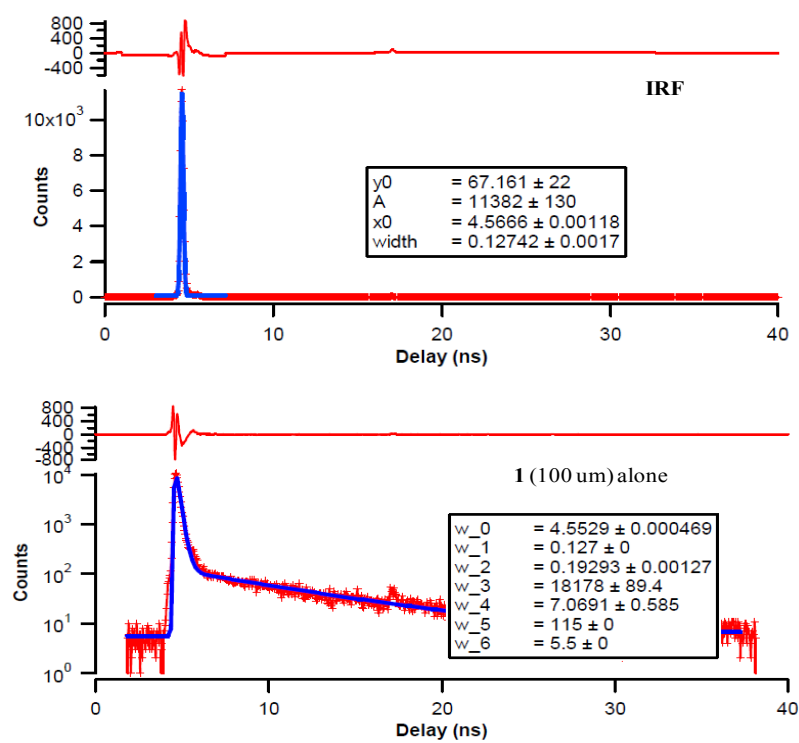 800
400
0
-400
IRF
10x10³
8
6
4
2
0
Counts
y0 = 67.161 ± 22
A = 11382 ± 130
x0 = 4.5666 ± 0.00118
width = 0.12742 ± 0.0017
0 10 20 30 40
Delay (ns)
800
400
0
-400
-800
1 (100 um) alone
10⁴
10³
10²
10¹
10⁰
Counts
w_0 = 4.5529 ± 0.000469
w_1 = 0.127 ± 0
w_2 = 0.19293 ± 0.00127
w_3 = 18178 ± 89.4
w_4 = 7.0691 ± 0.585
w_5 = 115 ± 0
w_6 = 5.5 ± 0
0 10 20 30 40
Delay (ns)